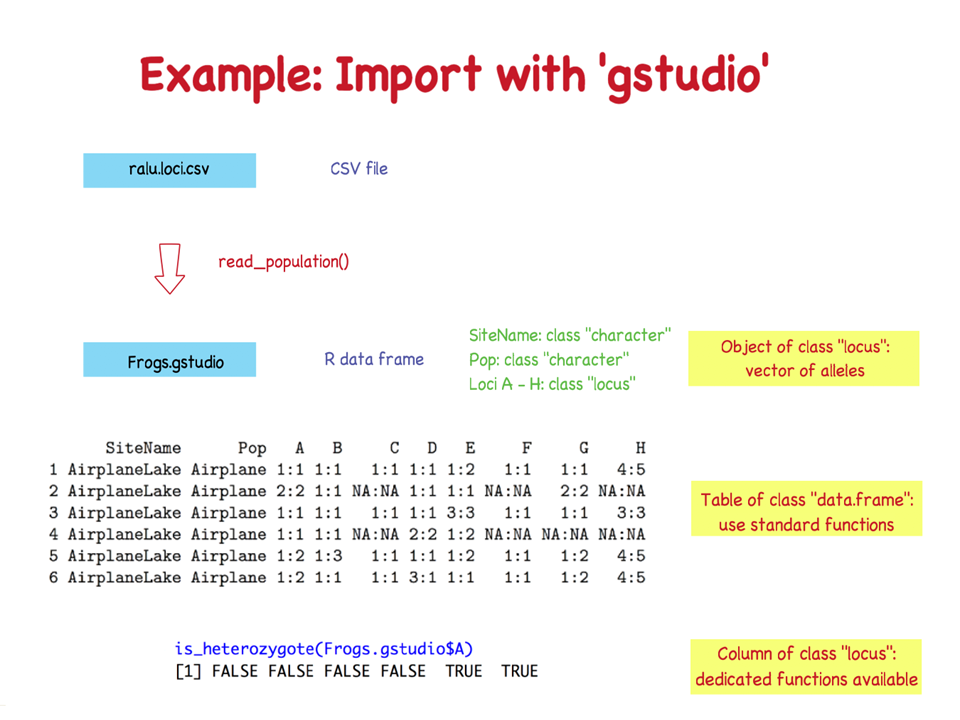 Example: Import with 'gstudio'
ralu.loci.csv
CSV file
read_population()
Frogs.gstudio
R data frame
SiteName: class "character"
Pop: class "character"
Loci A - H: class "locus"
Object of class "locus":
vector of alleles
SiteName Pop A B C D E F G H
1 AirplaneLake Airplane 1:1 1:1 1:1 1:1 1:2 1:1 1:1 4:5
2 AirplaneLake Airplane 2:2 1:1 NA:NA 1:1 1:1 NA:NA 2:2 NA:NA
3 AirplaneLake Airplane 1:1 1:1 1:1 1:1 3:3 1:1 1:1 3:3
4 AirplaneLake Airplane 1:1 1:1 NA:NA 2:2 1:2 NA:NA NA:NA NA:NA
5 AirplaneLake Airplane 1:2 1:3 1:1 1:1 1:2 1:1 1:2 4:5
6 AirplaneLake Airplane 1:2 1:1 1:1 3:1 1:1 1:1 1:2 4:5
Table of class "data.frame":
use standard functions
is_heterozygote(Frogs.gstudio$A)
[1] FALSE FALSE FALSE FALSE TRUE TRUE
Column of class "locus":
dedicated functions available